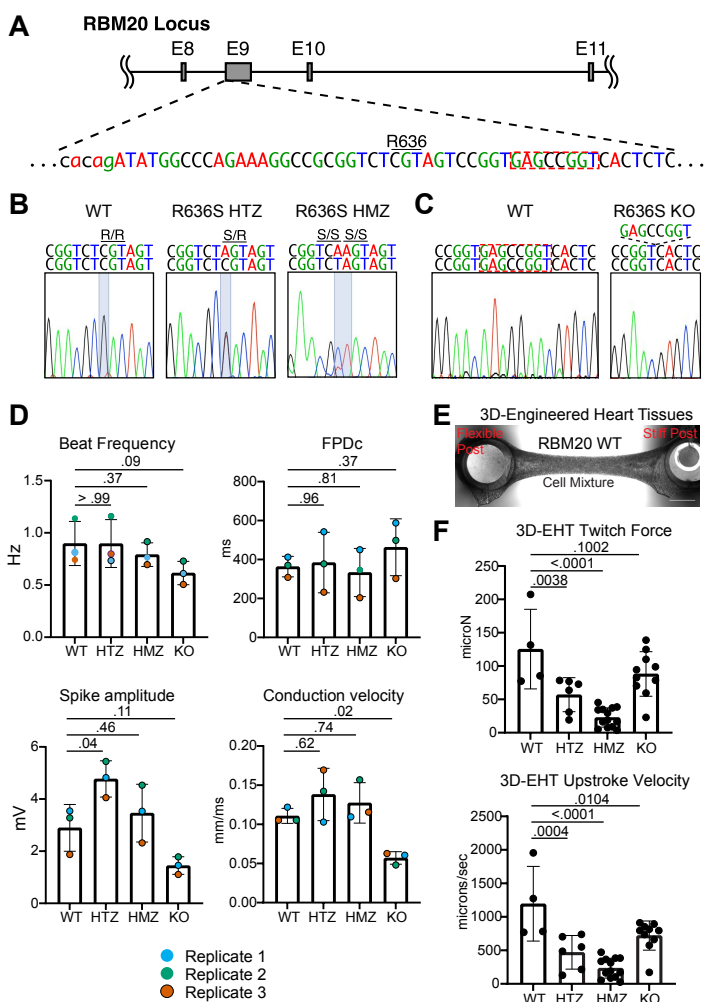 A
RBM20 Locus
E8 E9 E10 E11
R636
...cacagATATGGCCCAGAAAGGCCGCGGTCTCGTAGTCCGGTGAGCCGGTCACTCTC...
B
WT R636S HTZ R636S HMZ
R/R S/R S/S S/S
CGGTCTCGTAGT CGGTCTAGTAGT CGGTCAAGTAGT
CGGTCTCGTAGT CGGTCTCGTAGT CGGTCTAGTAGT
C
WT R636S KO
GAGCCGGT
CCGGTGAGCCGGTCACTC CCGGTCACTC
CCGGTGAGCCGGTCACTC CCGGTCACTC
D
Beat Frequency
.09
.37
> .99
Hz
1.5
1.0
0.5
0.0
WT HTZ HMZ KO
FPDc
.37
.81
.96
ms
800
600
400
200
0
WT HTZ HMZ KO
Spike amplitude
.11
.46
.04
mV
6
4
2
0
WT HTZ HMZ KO
Conduction velocity
.02
.74
.62
mm/ms
0.20
0.15
0.10
0.05
0.00
WT HTZ HMZ KO
Replicate 1
Replicate 2
Replicate 3
E
3D-Engineered Heart Tissues
Flexible Post
RBM20 WT
Stiff Post
Cell Mixture
F
3D-EHT Twitch Force
.1002
<.0001
.0038
microN
250
200
150
100
50
0
WT HTZ HMZ KO
3D-EHT Upstroke Velocity
.0104
<.0001
.0004
microns/sec
2500
2000
1500
1000
500
0
WT HTZ HMZ KO